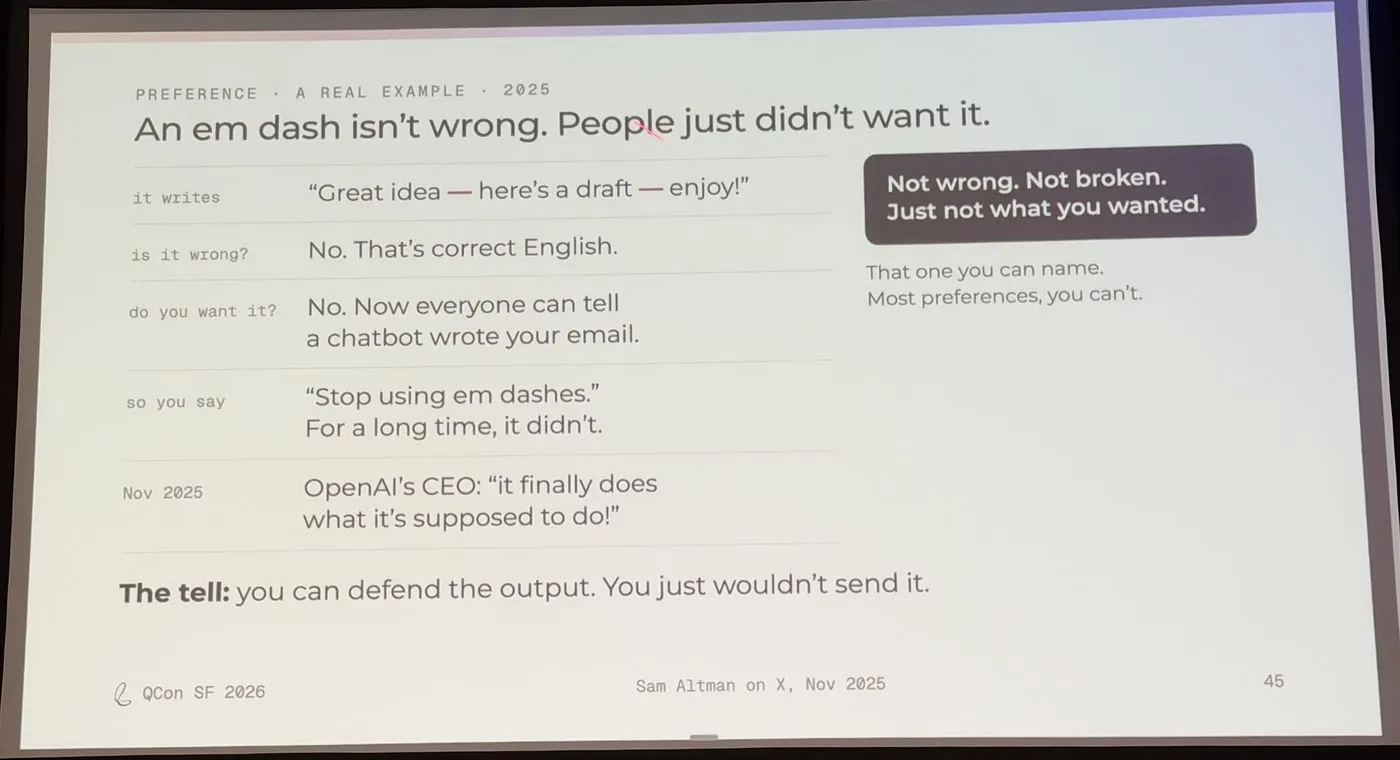 PREFERENCE · A REAL EXAMPLE · 2025
An em dash isn’t wrong. People just didn’t want it.
it writes
“Great idea — here’s a draft — enjoy!”
is it wrong?
No. That’s correct English.
do you want it?
No. Now everyone can tell
a chatbot wrote your email.
so you say
“Stop using em dashes.”
For a long time, it didn’t.
Nov 2025
OpenAI’s CEO: “it finally does
what it’s supposed to do!”
Not wrong. Not broken.
Just not what you wanted.
That one you can name.
Most preferences, you can’t.
The tell: you can defend the output. You just wouldn’t send it.
QCon SF 2026
Sam Altman on X, Nov 2025
45